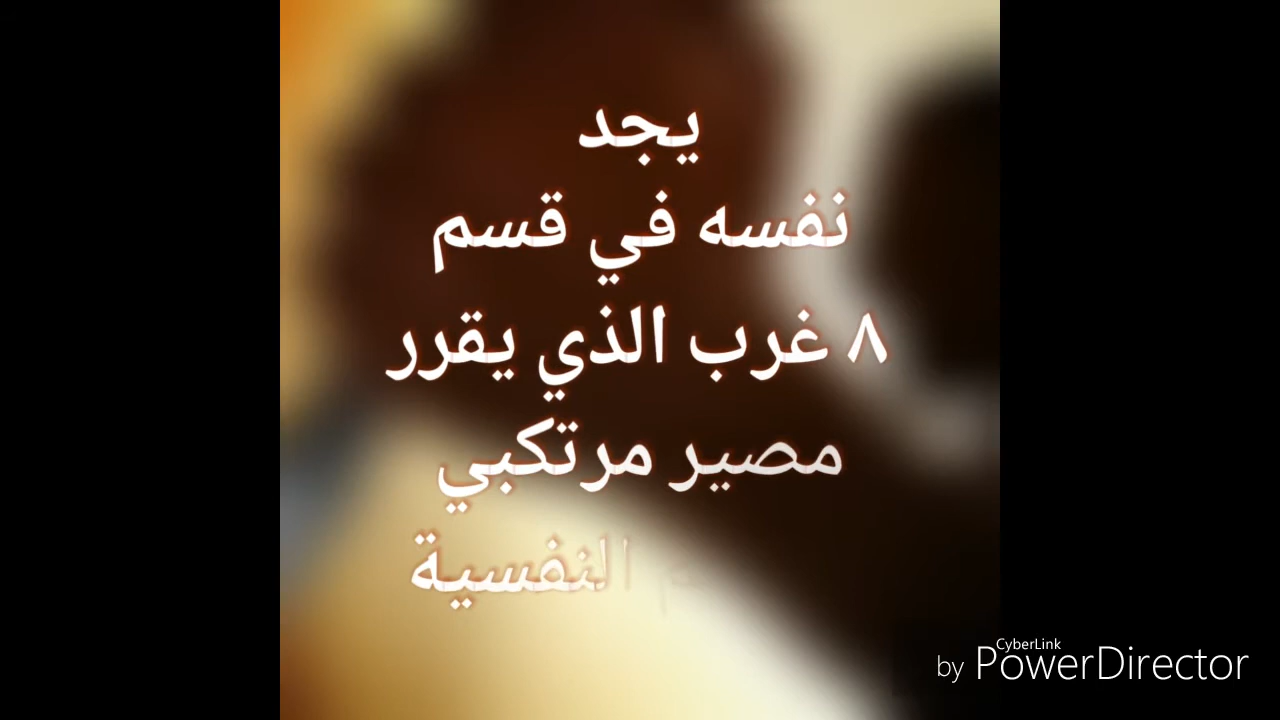 يجد
نفسه في قسم
٨ غرب الذي يقرر
مصير مرتكبي
النفسية
CyberLink
by PowerDirector